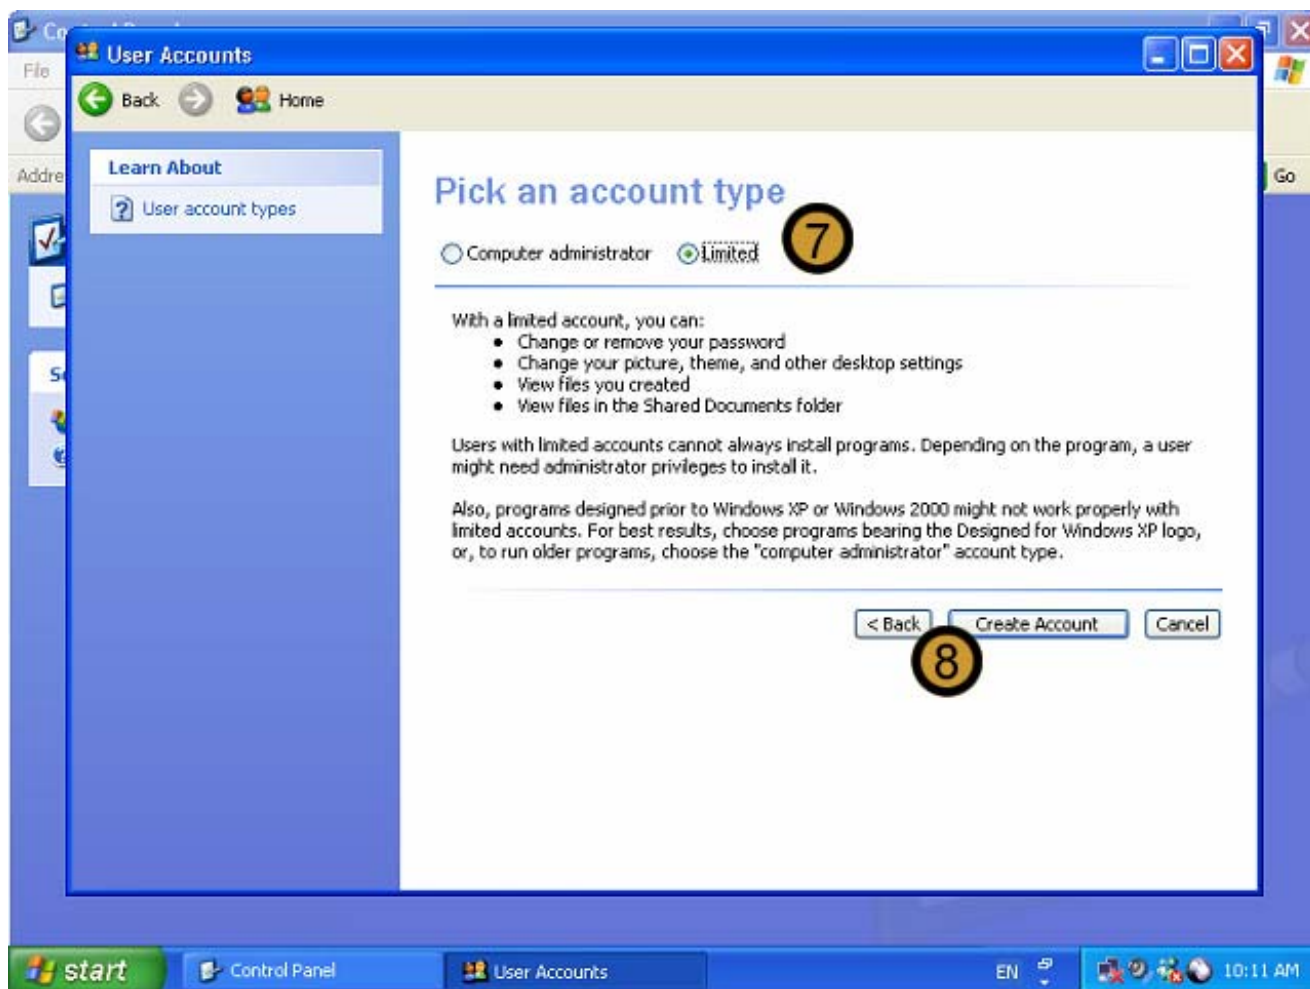 User Accounts
File
Back
Home
Addre
Go
Learn About
User account types
Pick an account type
7
Computer administrator
Limited
With a limited account, you can:
• Change or remove your password
• Change your picture, theme, and other desktop settings
• View files you created
• View files in the Shared Documents folder
Users with limited accounts cannot always install programs. Depending on the program, a user
might need administrator privileges to install it.
Also, programs designed prior to Windows XP or Windows 2000 might not work properly with
limited accounts. For best results, choose programs bearing the Designed for Windows XP logo,
or, to run older programs, choose the "computer administrator" account type.
< Back
Create Account
Cancel
8
start
Control Panel
User Accounts
EN
10:11 AM